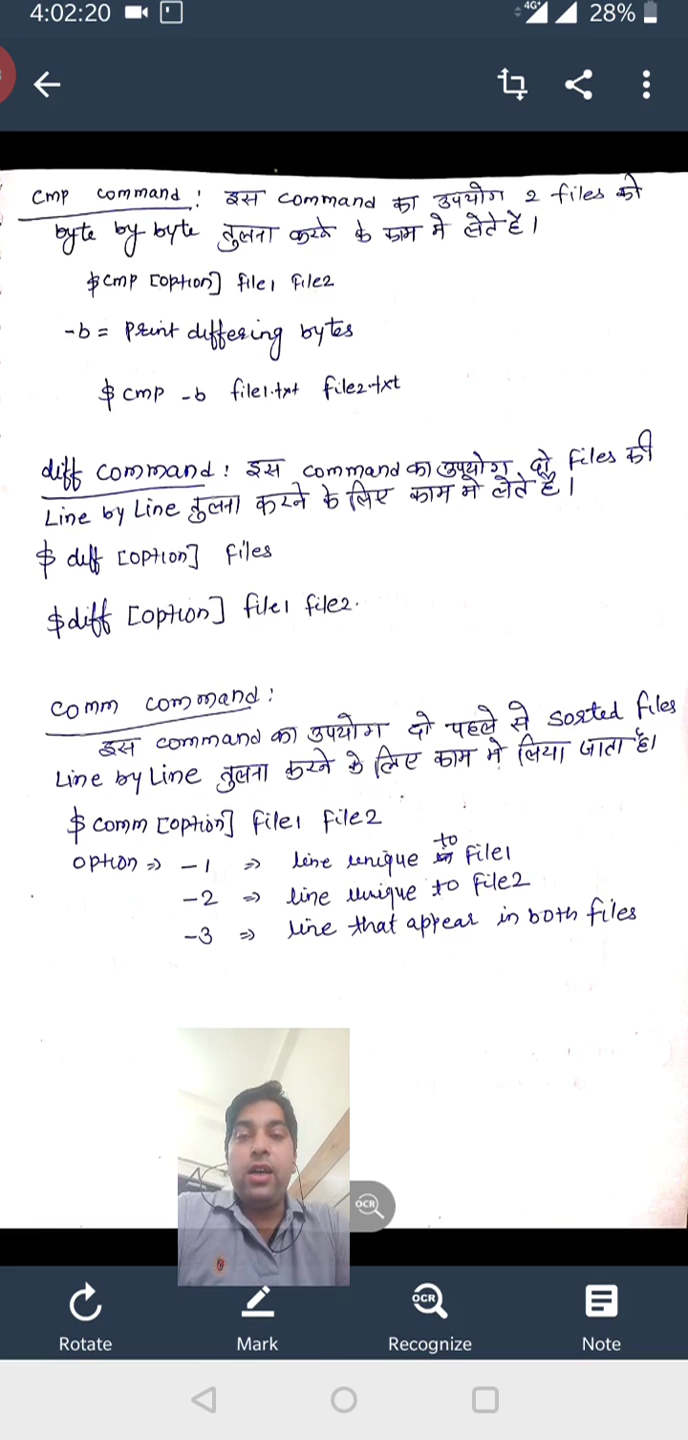 4:02:20
4G+
28%
cmp command : इस command का उपयोग 2 files को
byte by byte तुलना करने के काम मे लेते हैं।
$cmp [option] file1 file2
-b = Print differing bytes
$ cmp -b file1.txt file2.txt
diff command : इस command का उपयोग दो files की
Line by Line तुलना करने के लिए काम मे लेते है।
$ diff [option] files
$diff [option] file1 file2.
comm command :
इस command का उपयोग दो पहले से sorted files
Line by Line तुलना करने के लिए काम मे लिया जाता है।
$ comm [option] file1 file2
option => -1 => line unique to file1
-2 => line unique to file2
-3 => line that appear in both files
OCR
OCR
Rotate Mark Recognize Note